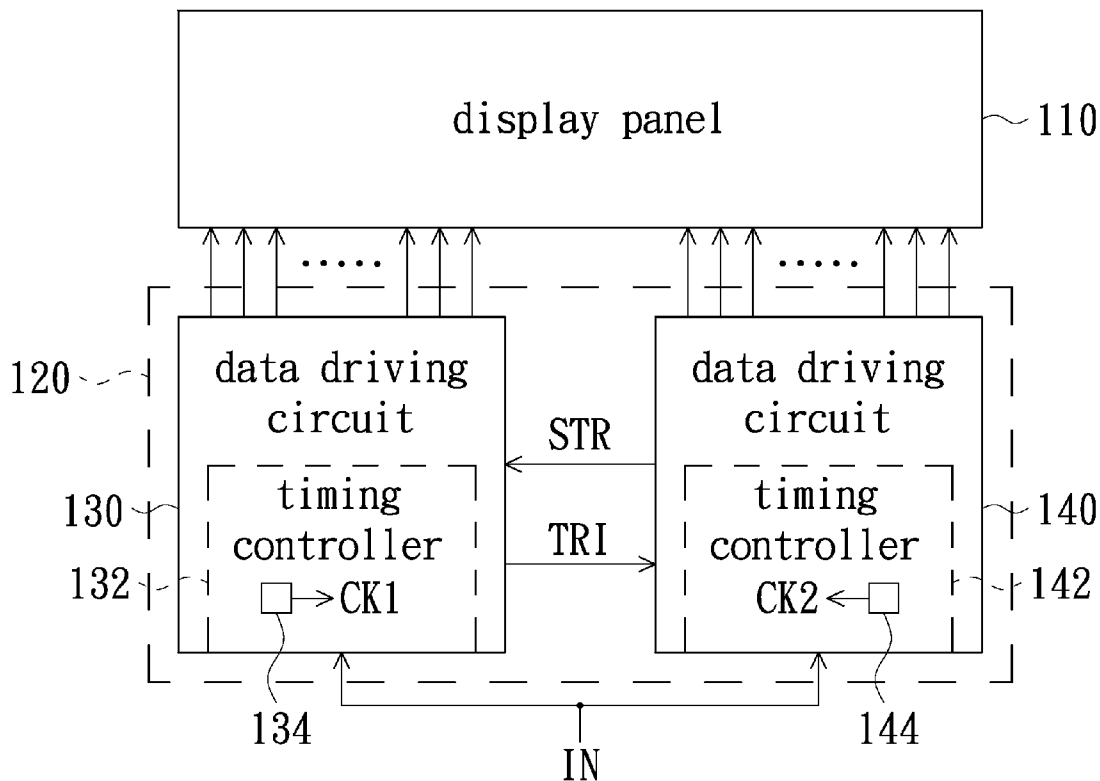 display panel
110
120
data driving
circuit
data driving
circuit
STR
130
timing
controller
TRI
timing
controller
140
132
CK1
CK2
142
134
144
IN